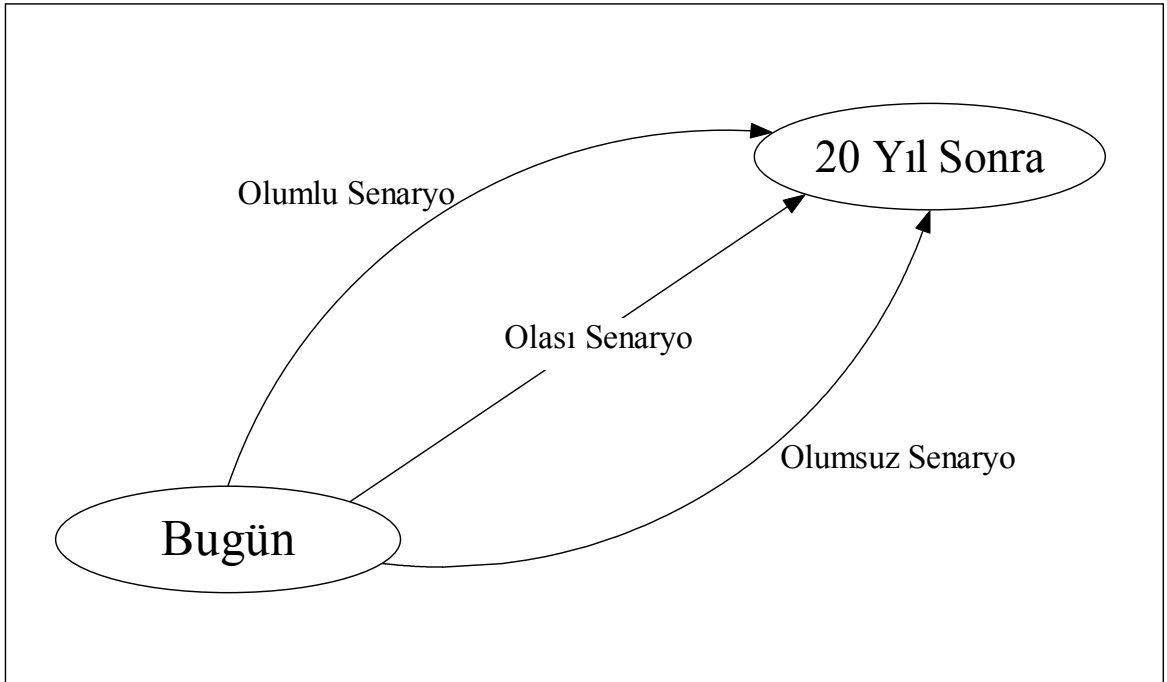 20 Yıl Sonra
Olumlu Senaryo
Olası Senaryo
Olumsuz Senaryo
Bugün